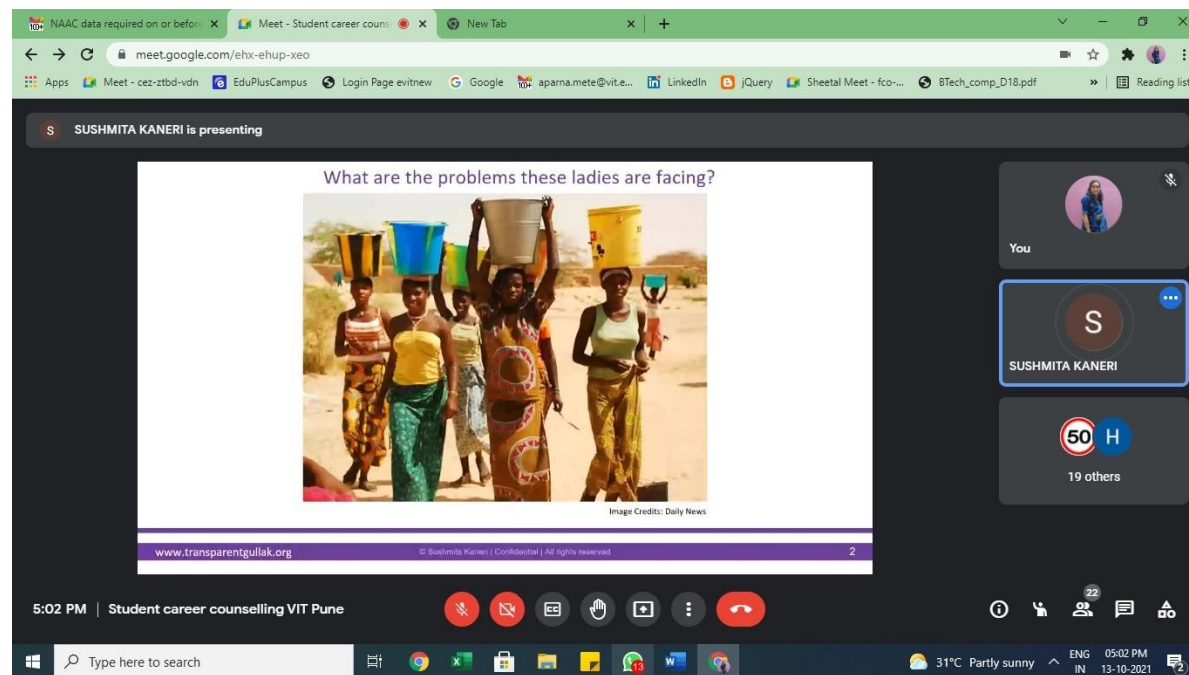 NAAC data required on or before
Meet - Student career couns
New Tab
meet.google.com/ehx-ehup-xeo
Apps
Meet - cez-ztbd-vdn
EduPlusCampus
Login Page evitnew
Google
aparna.mete@vit.e...
LinkedIn
jQuery
Sheetal Meet - fco-...
BTech_comp_D18.pdf
»
Reading list
S SUSHMITA KANERI is presenting
What are the problems these ladies are facing?
Image Credits: Daily News
www.transparentgullak.org
© Sushmita Kaneri | Confidential | All rights reserved
2
You
S
SUSHMITA KANERI
50 H
19 others
5:02 PM | Student career counselling VIT Pune
22
Type here to search
13
31°C Partly sunny
ENG
IN
05:02 PM
13-10-2021
2